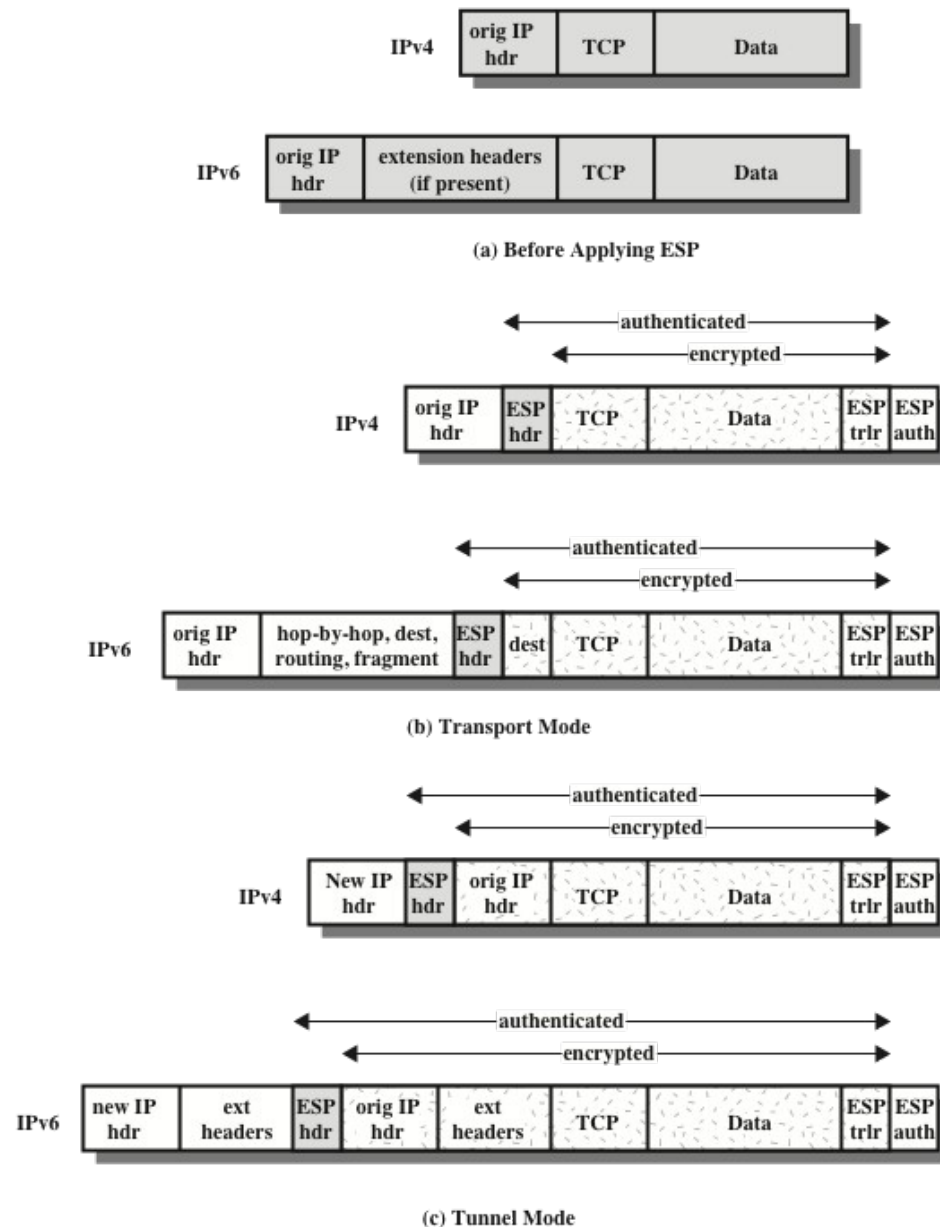 IPv4
orig IP
hdr
TCP
Data
IPv6
orig IP
hdr
extension headers
(if present)
TCP
Data
(a) Before Applying ESP
authenticated
encrypted
IPv4
orig IP
hdr
ESP
hdr
TCP
Data
ESP
trlr
ESP
auth
authenticated
encrypted
IPv6
orig IP
hdr
hop-by-hop, dest,
routing, fragment
ESP
hdr
dest
TCP
Data
ESP
trlr
ESP
auth
(b) Transport Mode
authenticated
encrypted
IPv4
New IP
hdr
ESP
hdr
orig IP
hdr
TCP
Data
ESP
trlr
ESP
auth
authenticated
encrypted
IPv6
new IP
hdr
ext
headers
ESP
hdr
orig IP
hdr
ext
headers
TCP
Data
ESP
trlr
ESP
auth
(c) Tunnel Mode